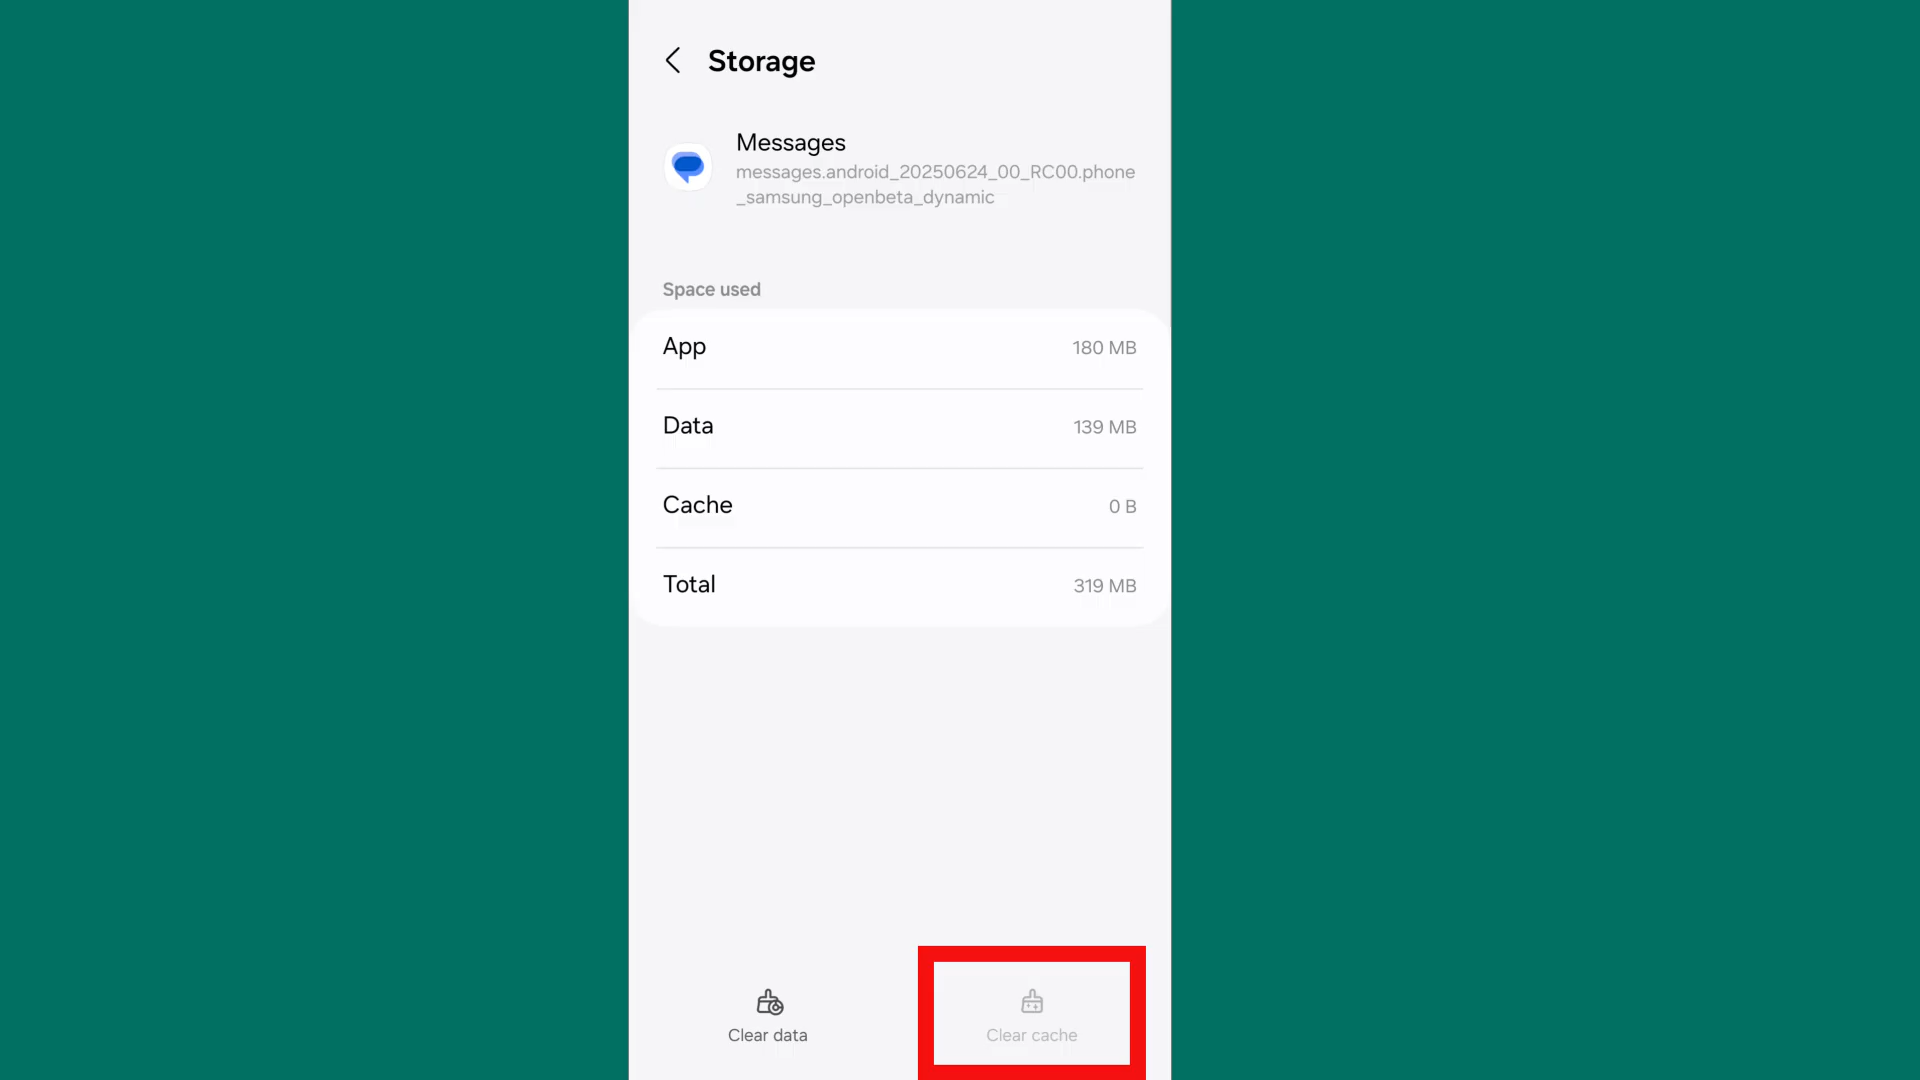 Storage
Messages
messages.android_20250624_00_RC00.phone
_samsung_openbeta_dynamic
Space used
App 180 MB
Data 139 MB
Cache 0 B
Total 319 MB
Clear data Clear cache